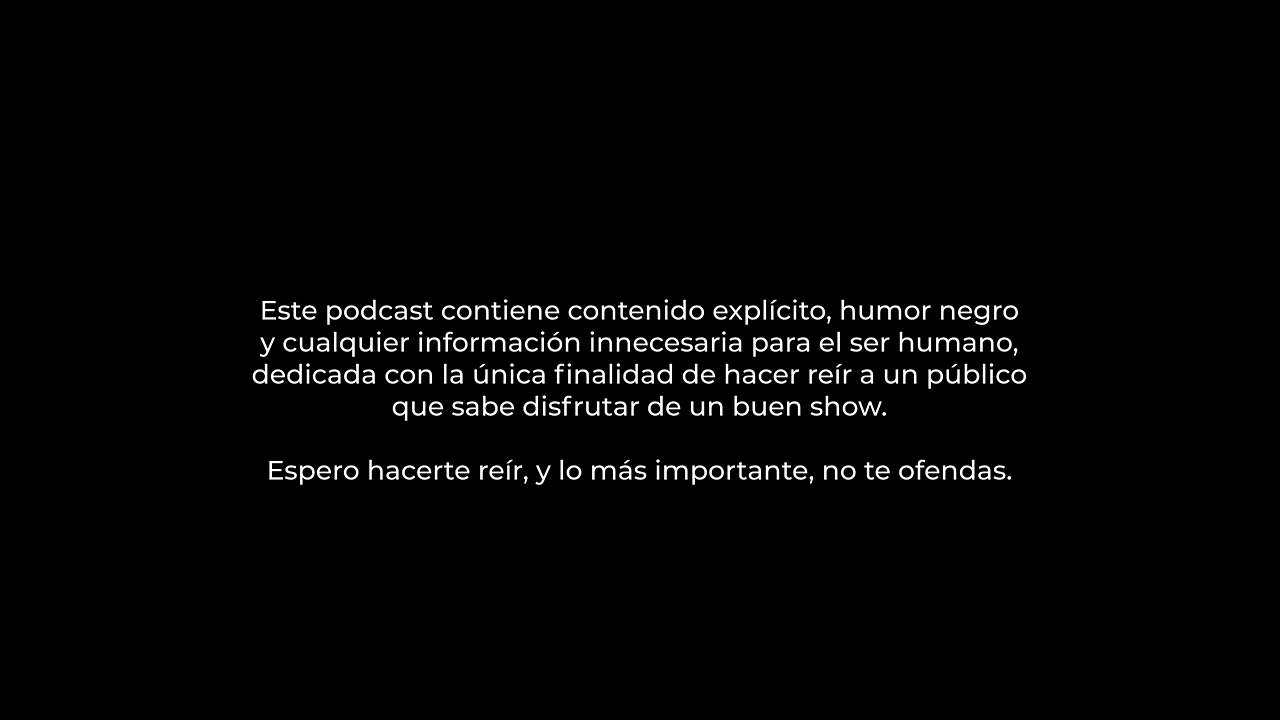 Este podcast contiene contenido explícito, humor negro
y cualquier información innecesaria para el ser humano,
dedicada con la única finalidad de hacer reír a un público
que sabe disfrutar de un buen show.
Espero hacerte reír, y lo más importante, no te ofendas.